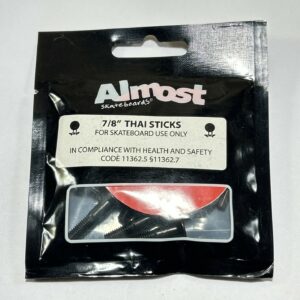 Almost
skateboards®
7/8" THAI STICKS
FOR SKATEBOARD USE ONLY
IN COMPLIANCE WITH HEALTH AND SAFETY
CODE 11362.5 §11362.7